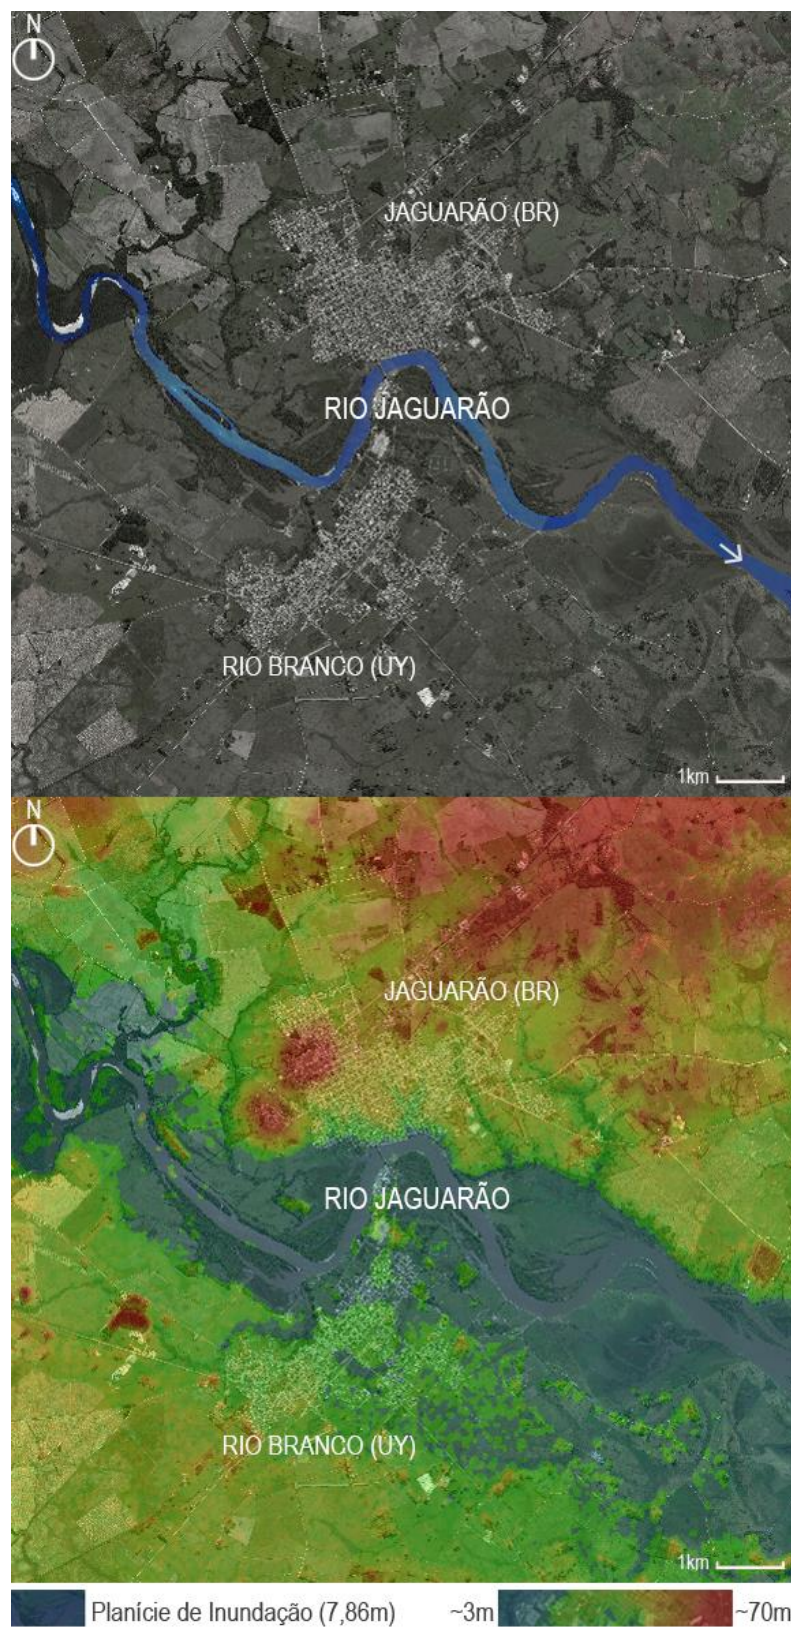 N
JAGUARÃO (BR)
RIO JAGUARÃO
RIO BRANCO (UY)
1km
N
JAGUARÃO (BR)
RIO JAGUARÃO
RIO BRANCO (UY)
1km
Planície de Inundação (7,86m) ~3m ~70m